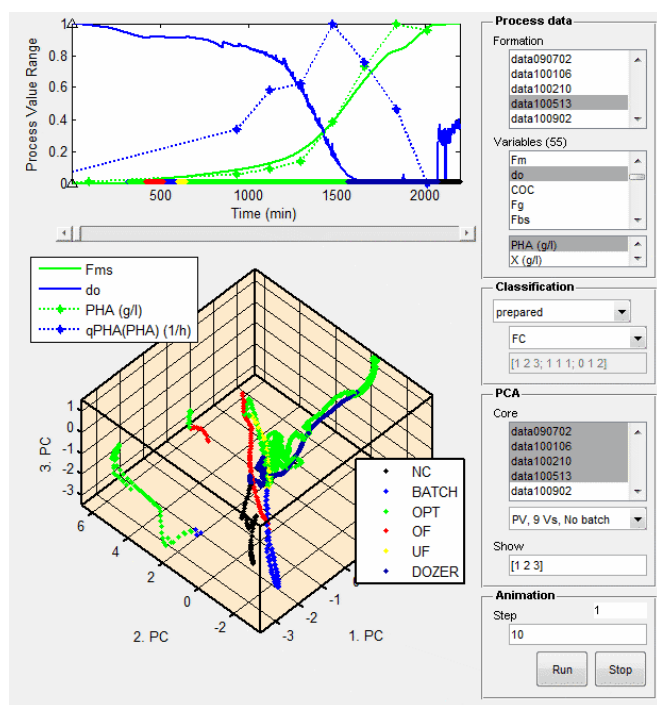 Process Value Range
1
0.8
0.6
0.4
0.2
0
500
1000
1500
2000
Time (min)
Fms
do
PHA (g/l)
qPHA(PHA) (1/h)
3. PC
1
0
-1
-2
-3
6
4
2
0
-2
2. PC
-3
-2
-1
0
1. PC
NC
BATCH
OPT
OF
UF
DOZER
Process data
Formation
data090702
data100106
data100210
data100513
data100902
Variables (55)
Fm
do
COC
Fg
Fbs
PHA (g/l)
X (g/l)
Classification
prepared
FC
[1 2 3; 1 1 1; 0 1 2]
PCA
Core
data090702
data100106
data100210
data100513
data100902
PV, 9 Vs, No batch
Show
[1 2 3]
Animation
Step 1
10
Run Stop